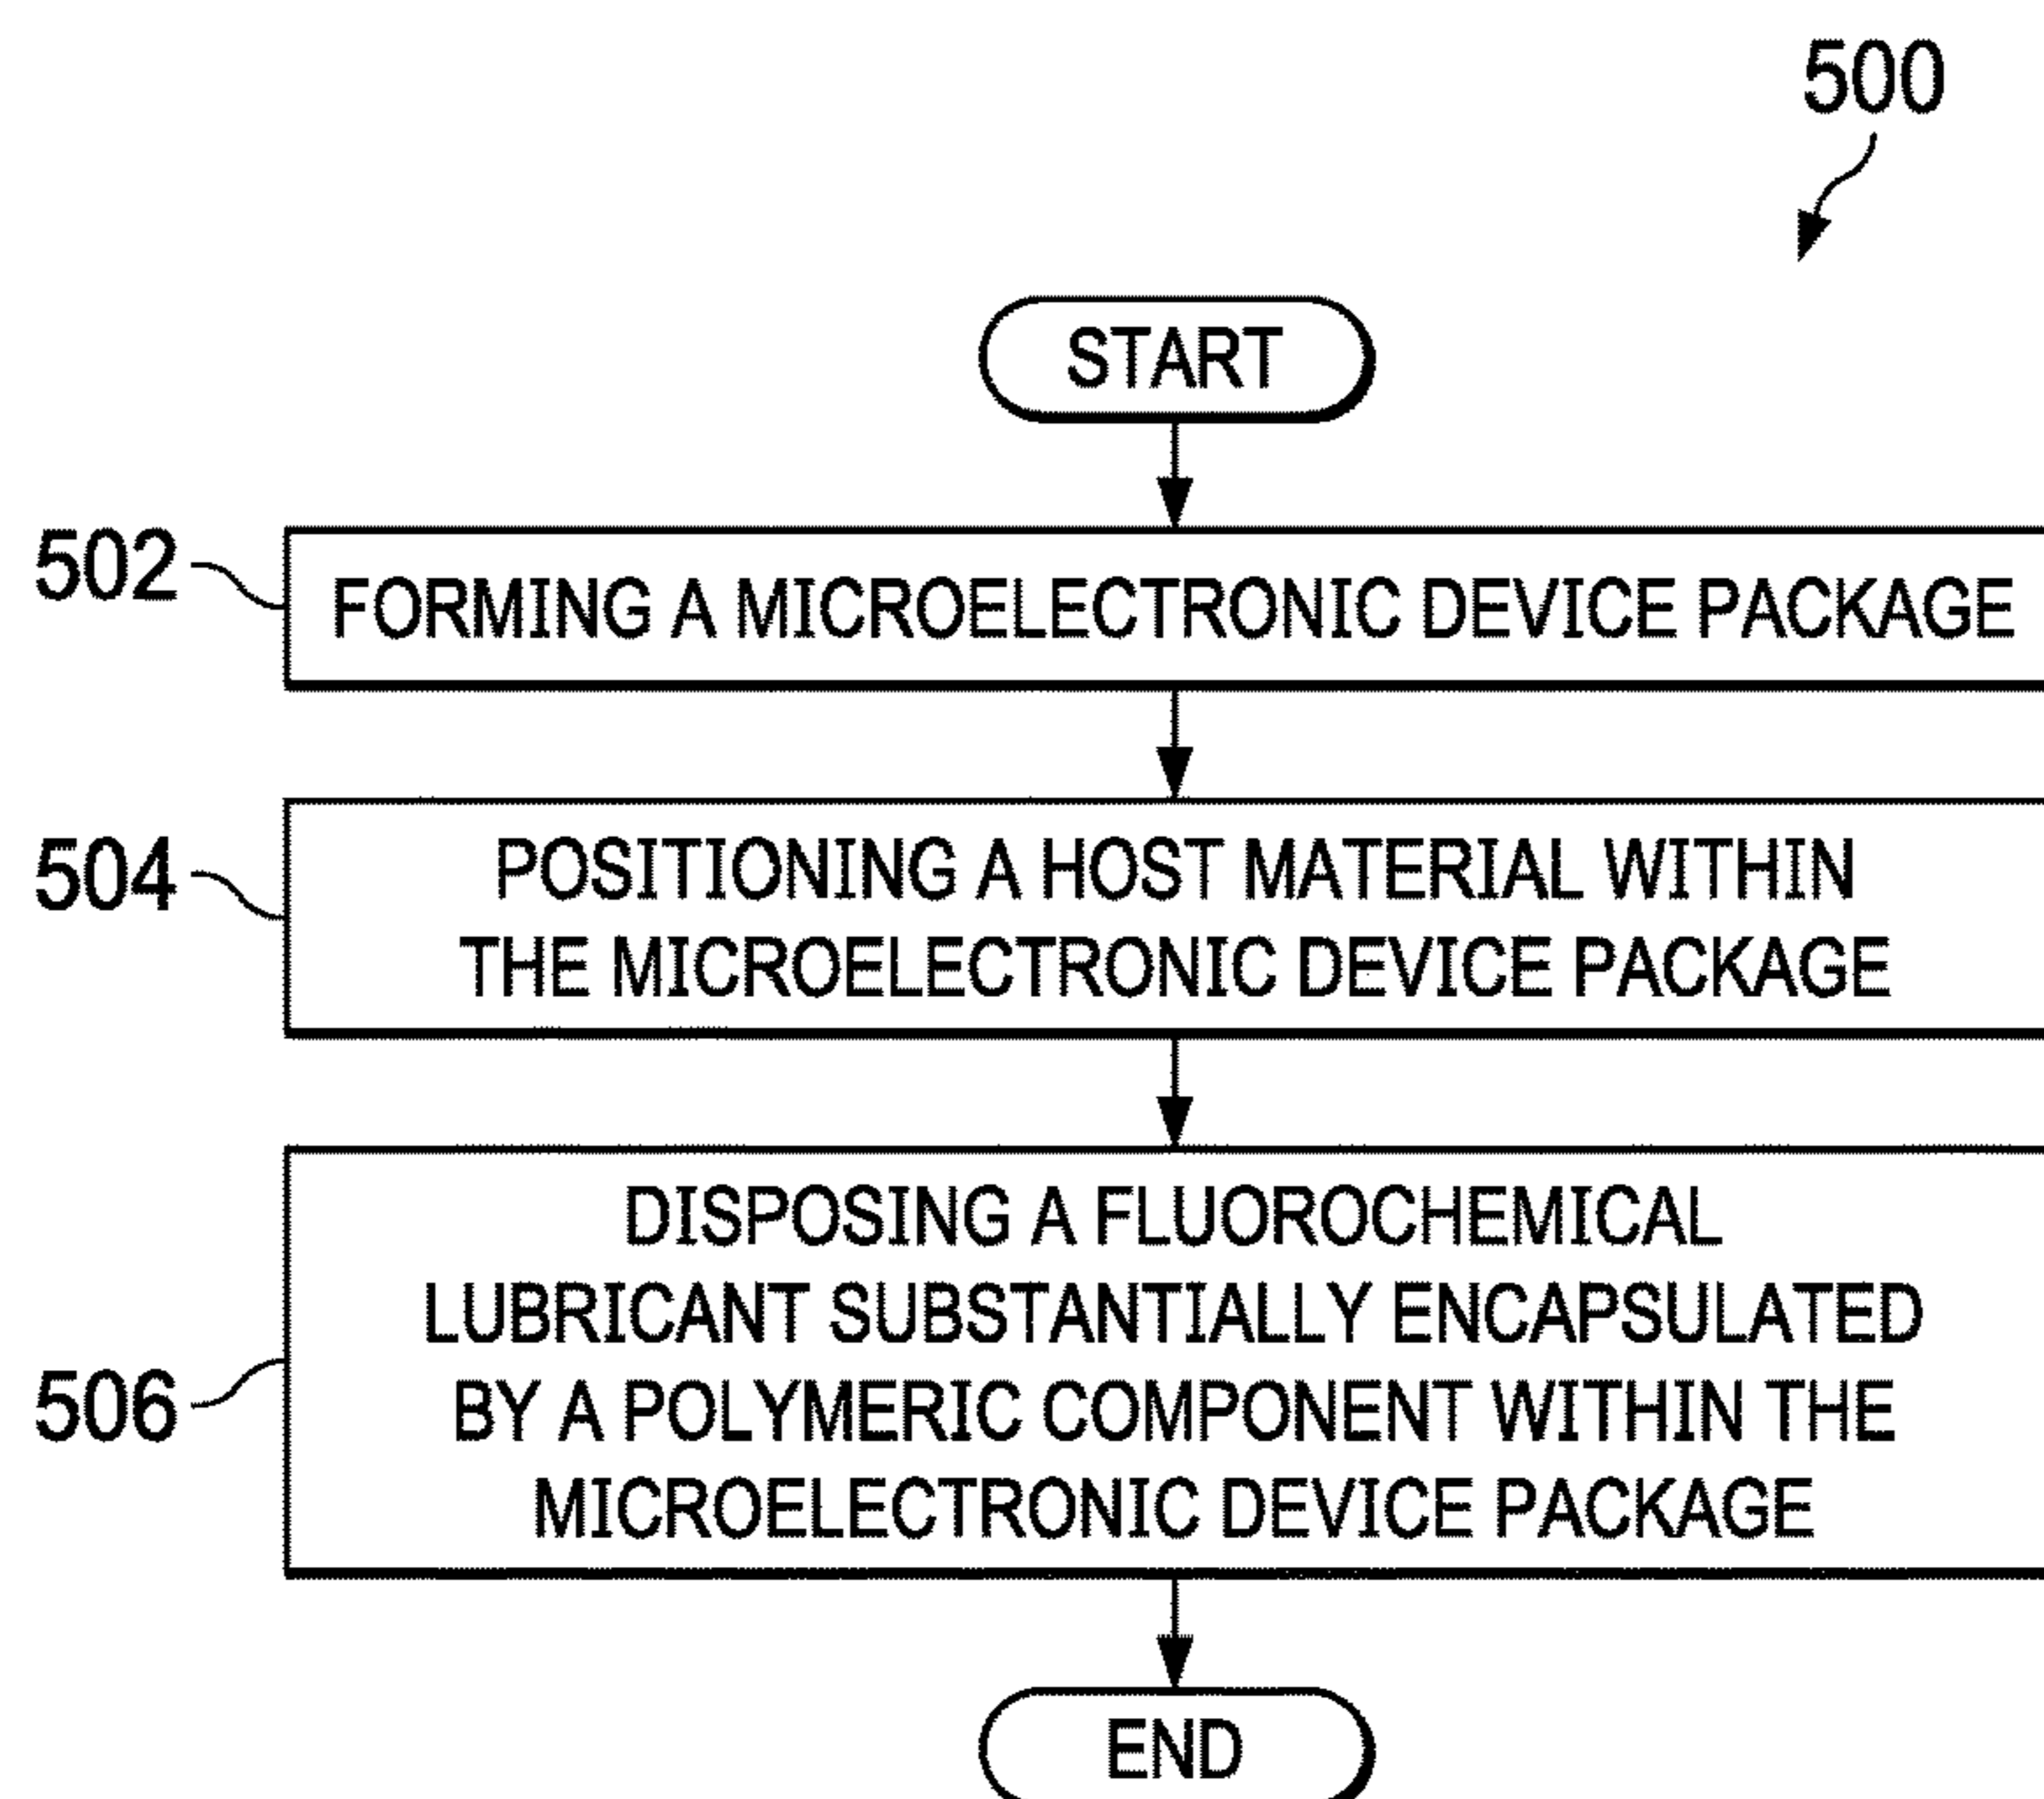 500
START
502
FORMING A MICROELECTRONIC DEVICE PACKAGE
504
POSITIONING A HOST MATERIAL WITHIN
THE MICROELECTRONIC DEVICE PACKAGE
506
DISPOSING A FLUOROCHEMICAL
LUBRICANT SUBSTANTIALLY ENCAPSULATED
BY A POLYMERIC COMPONENT WITHIN THE
MICROELECTRONIC DEVICE PACKAGE
END